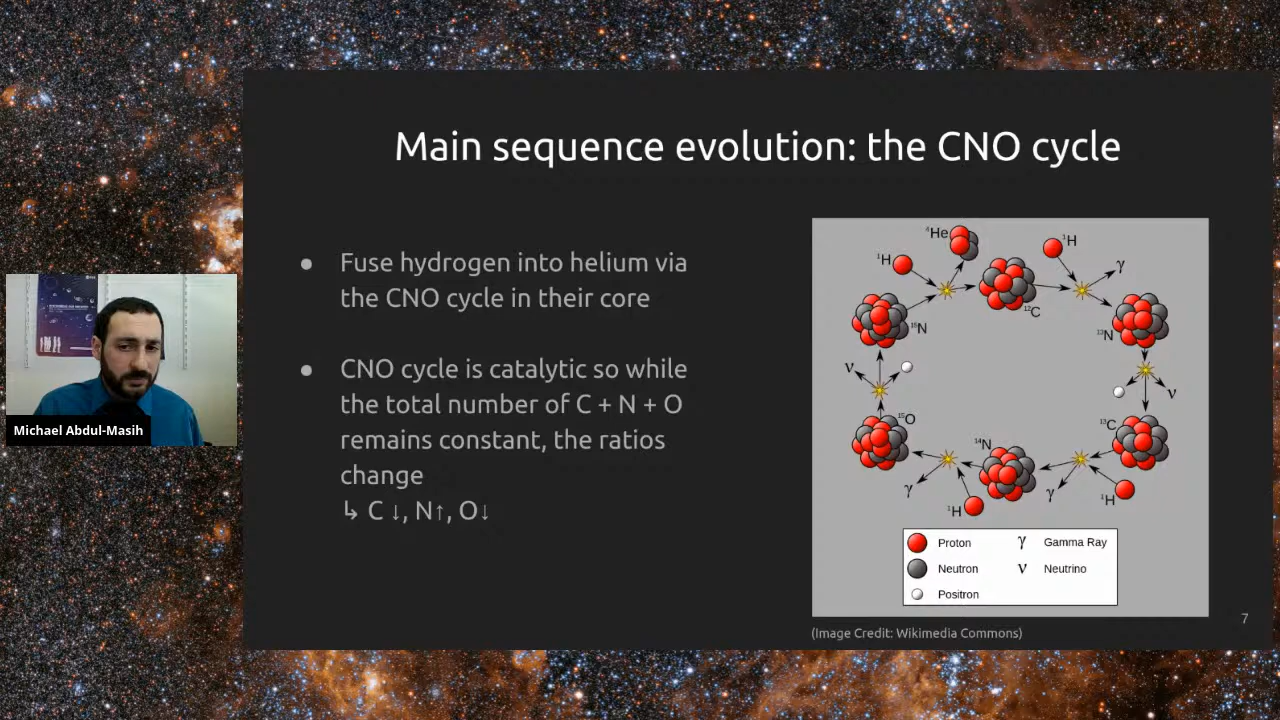 Main sequence evolution: the CNO cycle
● Fuse hydrogen into helium via
the CNO cycle in their core
● CNO cycle is catalytic so while
the total number of C + N + O
remains constant, the ratios
change
↳ C ↓, N↑, O↓
Michael Abdul-Masih
⁴He
¹H
¹H
γ
¹²C
¹⁵N
¹³N
ν
ν
¹⁵O
¹³C
¹⁴N
γ
γ
¹H
¹H
Proton γ Gamma Ray
Neutron ν Neutrino
Positron
(Image Credit: Wikimedia Commons)
7